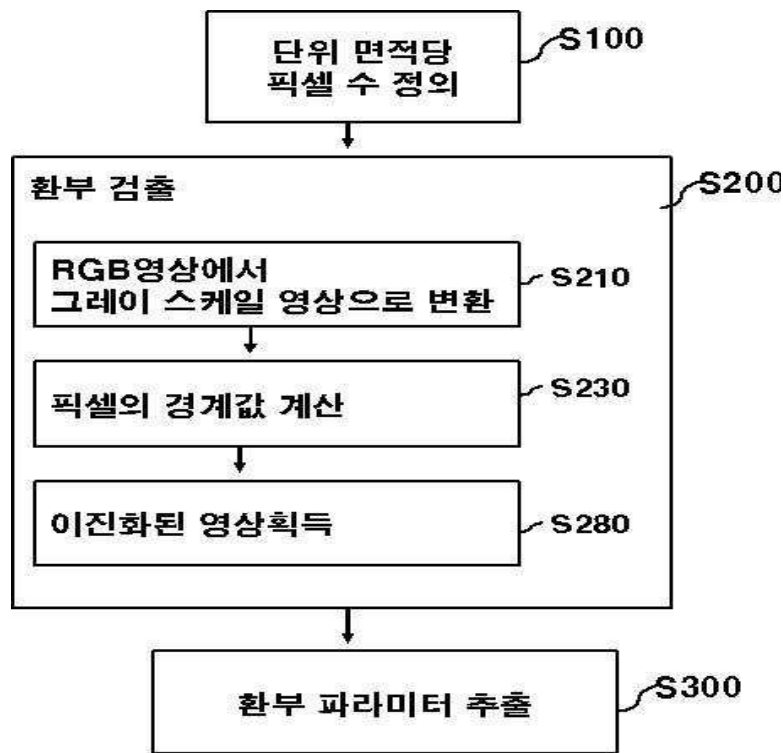 단위 면적당
픽셀 수 정의
S100
환부 검출
S200
RGB영상에서
그레이 스케일 영상으로 변환
S210
픽셀의 경계값 계산
S230
이진화된 영상획득
S280
환부 파라미터 추출
S300